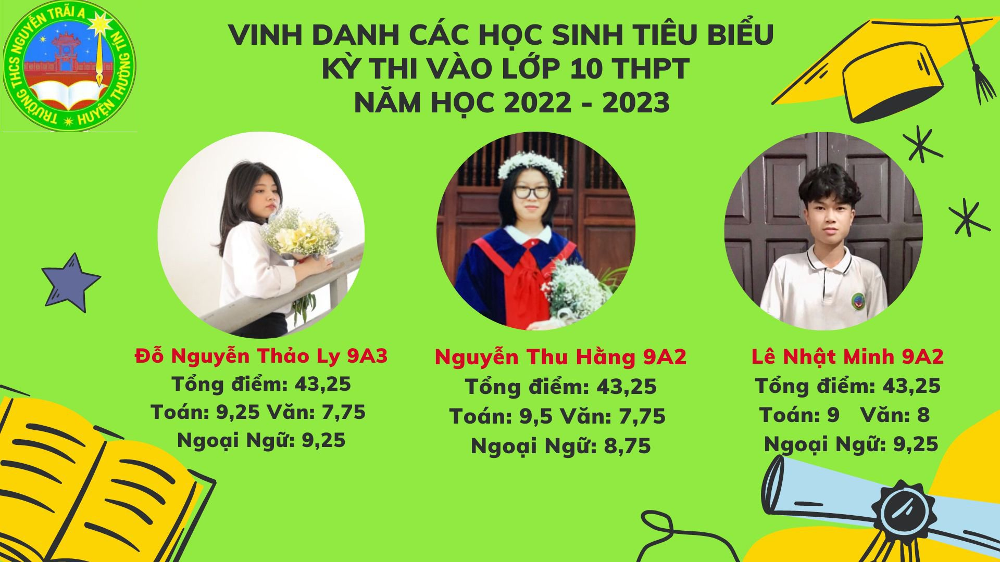 TRƯỜNG THCS NGUYỄN TRÃI A
HUYỆN THƯỜNG TÍN
VINH DANH CÁC HỌC SINH TIÊU BIỂU
KỲ THI VÀO LỚP 10 THPT
NĂM HỌC 2022 - 2023
Đỗ Nguyễn Thảo Ly 9A3
Tổng điểm: 43,25
Toán: 9,25 Văn: 7,75
Ngoại Ngữ: 9,25
Nguyễn Thu Hằng 9A2
Tổng điểm: 43,25
Toán: 9,5 Văn: 7,75
Ngoại Ngữ: 8,75
Lê Nhật Minh 9A2
Tổng điểm: 43,25
Toán: 9 Văn: 8
Ngoại Ngữ: 9,25